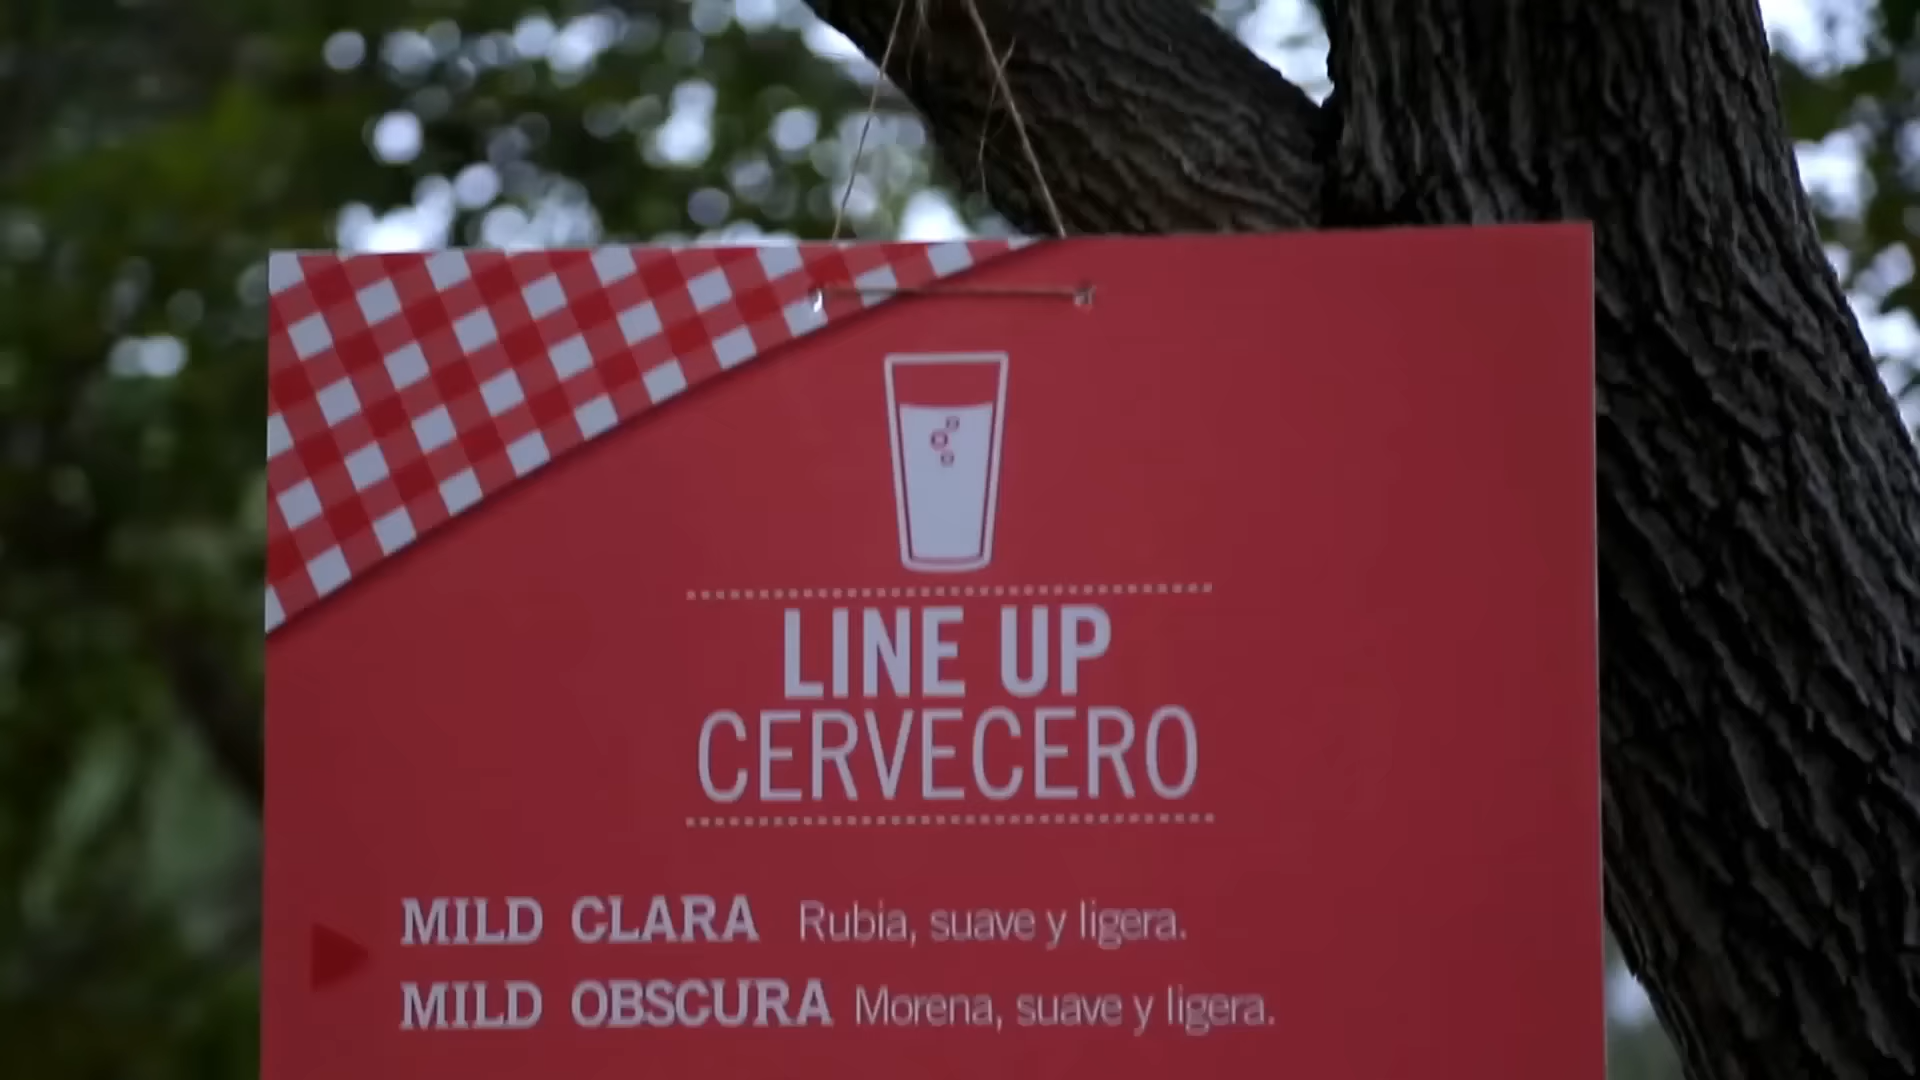 LINE UP
CERVECERO
MILD CLARA Rubia, suave y ligera.
MILD OBSCURA Morena, suave y ligera.